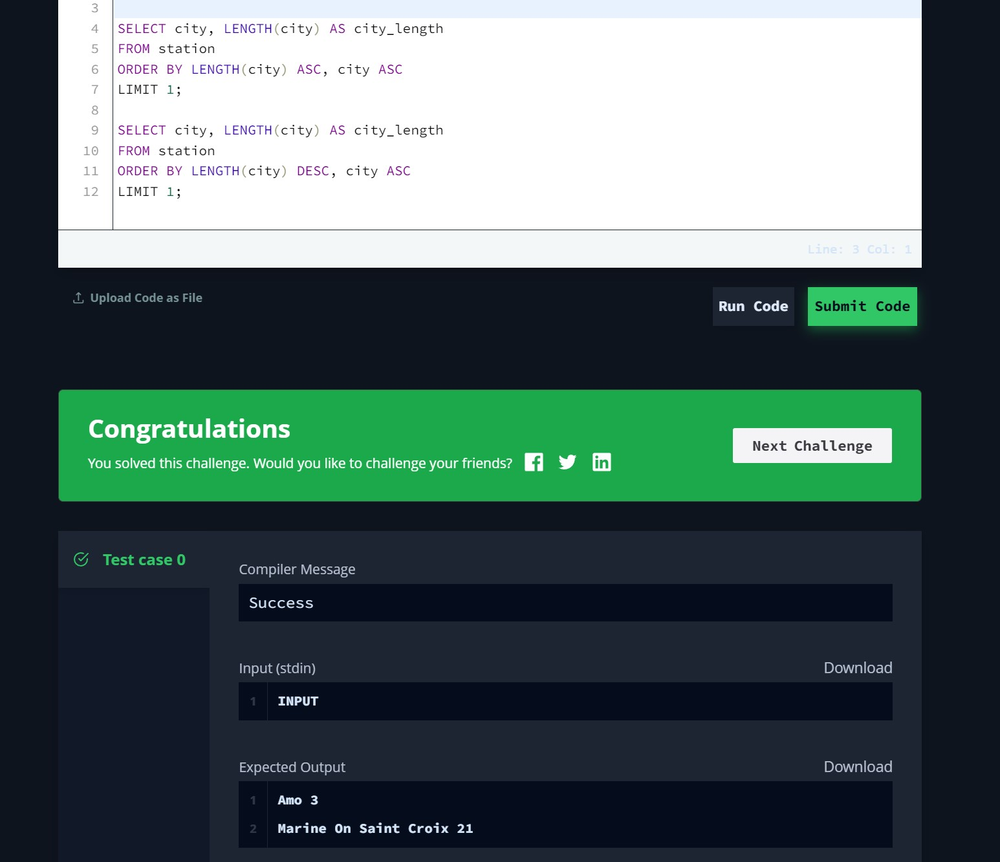 3
4 SELECT city, LENGTH(city) AS city_length
5 FROM station
6 ORDER BY LENGTH(city) ASC, city ASC
7 LIMIT 1;
8
9 SELECT city, LENGTH(city) AS city_length
10 FROM station
11 ORDER BY LENGTH(city) DESC, city ASC
12 LIMIT 1;
Line: 3 Col: 1
Upload Code as File
Run Code
Submit Code
Congratulations
You solved this challenge. Would you like to challenge your friends?
Next Challenge
Test case 0
Compiler Message
Success
Input (stdin)
Download
1 INPUT
Expected Output
Download
1 Amo 3
2 Marine On Saint Croix 21